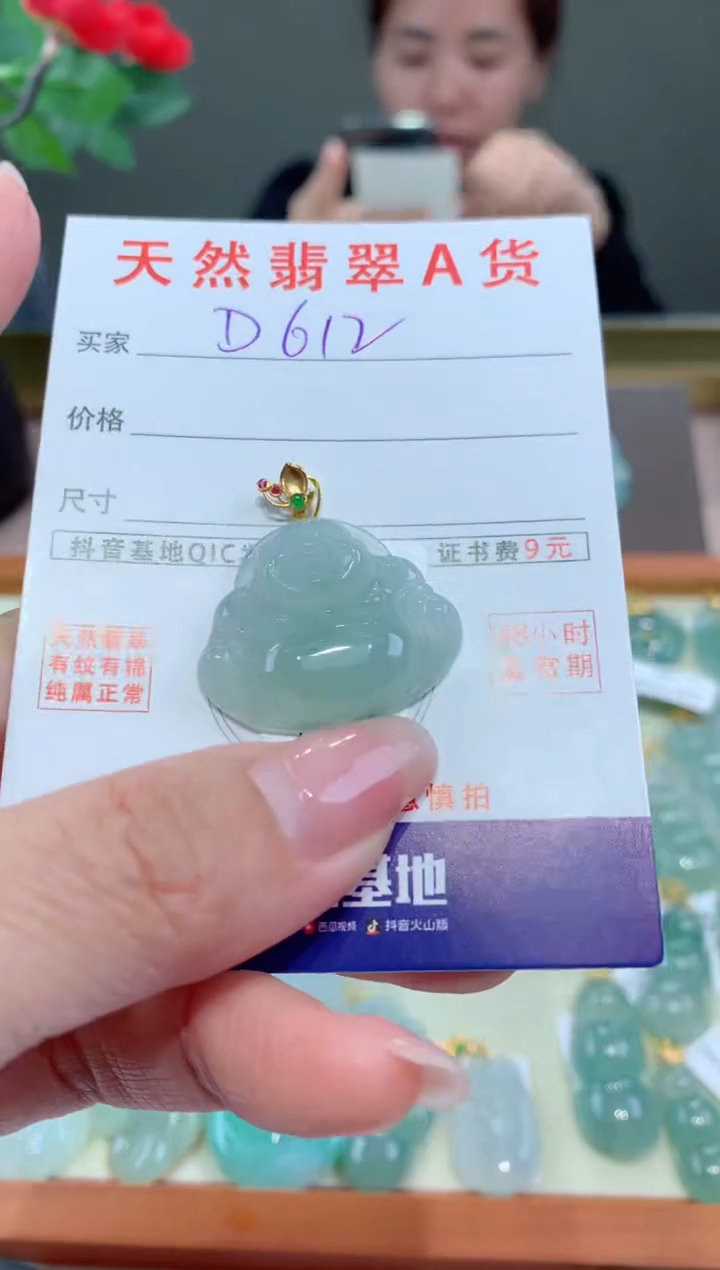 天然翡翠A货
买家 D612
价格
尺寸
抖音基地QIC
证书费9元
天然翡翠
有纹有棉
纯属正常
48小时
慎拍
基地
西瓜视频 抖音火山版